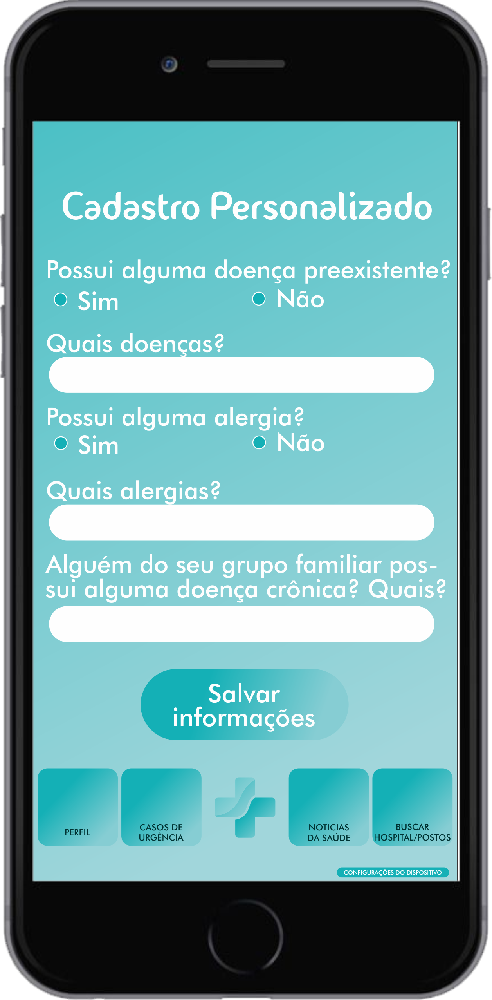 Cadastro Personalizado
Possui alguma doença preexistente?
Sim Não
Quais doenças?
Possui alguma alergia?
Sim Não
Quais alergias?
Alguém do seu grupo familiar pos-
sui alguma doença crônica? Quais?
Salvar
informações
PERFIL
CASOS DE
URGÊNCIA
NOTICIAS
DA SAÚDE
BUSCAR
HOSPITAL/POSTOS
CONFIGURAÇÕES DO DISPOSITIVO